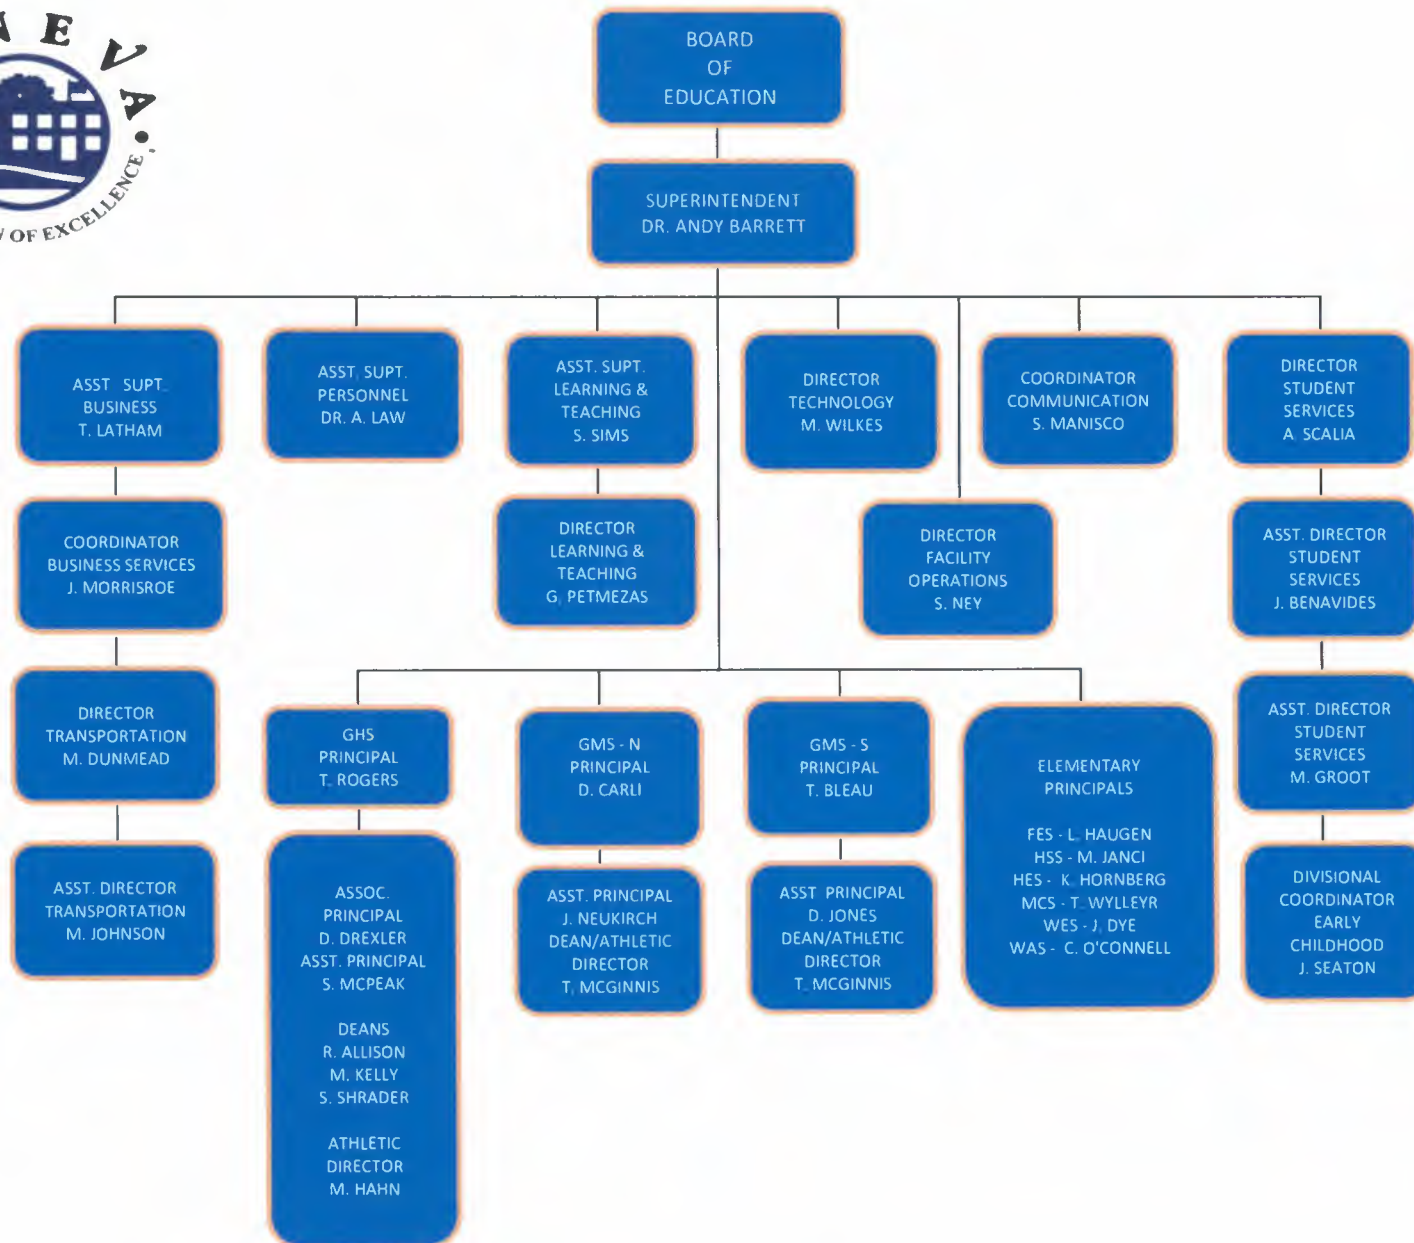 NEVA
OF EXCELLENCE
BOARD
OF
EDUCATION
SUPERINTENDENT
DR. ANDY BARRETT
ASST SUPT.
BUSINESS
T. LATHAM
ASST. SUPT.
PERSONNEL
DR. A. LAW
ASST. SUPT.
LEARNING &
TEACHING
S. SIMS
DIRECTOR
TECHNOLOGY
M. WILKES
COORDINATOR
COMMUNICATION
S. MANISCO
DIRECTOR
STUDENT
SERVICES
A. SCALIA
COORDINATOR
BUSINESS SERVICES
J. MORRISROE
DIRECTOR
LEARNING &
TEACHING
G. PETMEZAS
DIRECTOR
FACILITY
OPERATIONS
S. NEY
ASST. DIRECTOR
STUDENT
SERVICES
J. BENAVIDES
DIRECTOR
TRANSPORTATION
M. DUNMEAD
GHS
PRINCIPAL
T. ROGERS
GMS - N
PRINCIPAL
D. CARLI
GMS - S
PRINCIPAL
T. BLEAU
ELEMENTARY
PRINCIPALS
FES - L. HAUGEN
HSS - M. JANCI
HES - K. HORNBERG
MCS - T. WYLLEYR
WES - J. DYE
WAS - C. O'CONNELL
ASST. DIRECTOR
STUDENT
SERVICES
M. GROOT
ASST. DIRECTOR
TRANSPORTATION
M. JOHNSON
ASSOC.
PRINCIPAL
D. DREXLER
ASST. PRINCIPAL
S. MCPEAK
DEANS
R. ALLISON
M. KELLY
S. SHRADER
ATHLETIC
DIRECTOR
M. HAHN
ASST. PRINCIPAL
J. NEUKIRCH
DEAN/ATHLETIC
DIRECTOR
T. MCGINNIS
ASST PRINCIPAL
D. JONES
DEAN/ATHLETIC
DIRECTOR
T. MCGINNIS
DIVISIONAL
COORDINATOR
EARLY
CHILDHOOD
J. SEATON